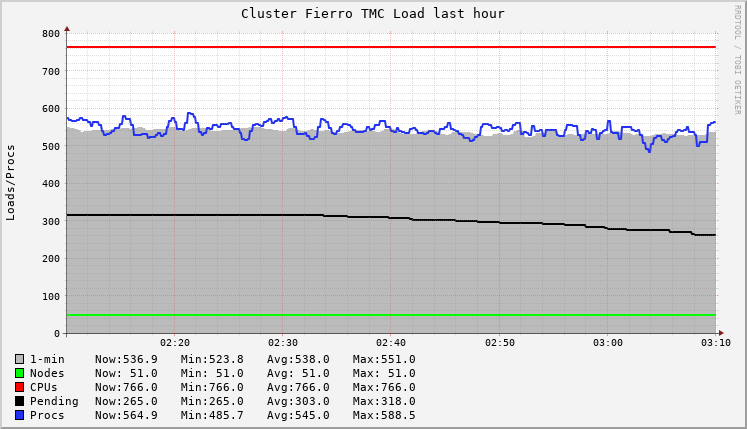 Cluster Fierro TMC Load last hour
RRDTOOL / TOBI OETIKER
Loads/Procs
800
700
600
500
400
300
200
100
0
02:20 02:30 02:40 02:50 03:00 03:10
1-min Now:536.9 Min:523.8 Avg:538.0 Max:551.0
Nodes Now: 51.0 Min: 51.0 Avg: 51.0 Max: 51.0
CPUs Now:766.0 Min:766.0 Avg:766.0 Max:766.0
Pending Now:265.0 Min:265.0 Avg:303.0 Max:318.0
Procs Now:564.9 Min:485.7 Avg:545.0 Max:588.5